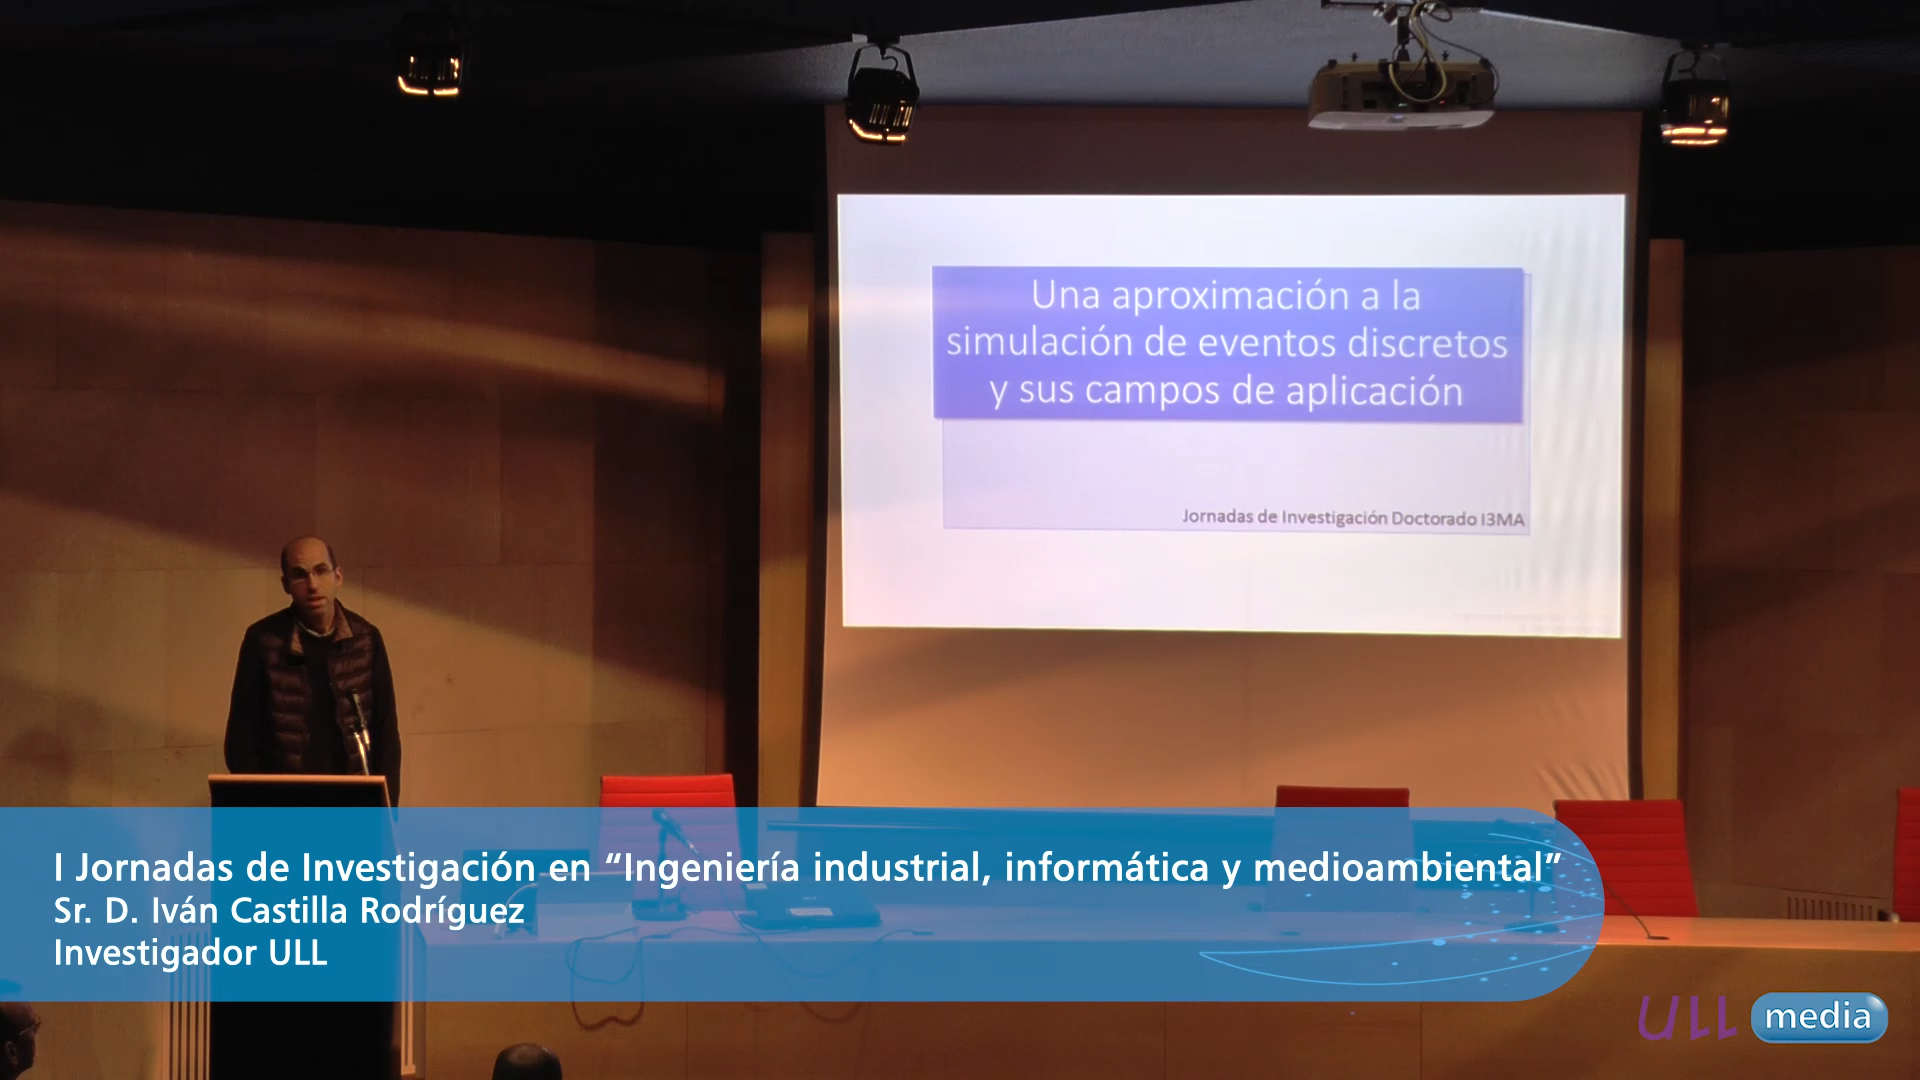 Una aproximación a la
simulación de eventos discretos
y sus campos de aplicación
Jornadas de Investigación Doctorado I3MA
I Jornadas de Investigación en “Ingeniería industrial, informática y medioambiental”
Sr. D. Iván Castilla Rodríguez
Investigador ULL
ULL media